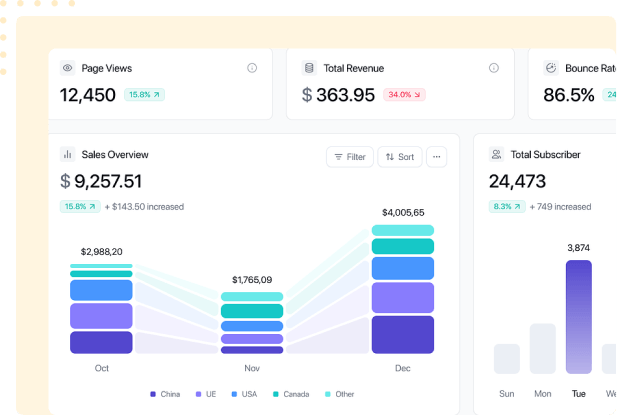 Page Views
12,450 15.8%
Total Revenue
$ 363.95 34.0%
Bounce
86.5% 24
Sales Overview
Filter Sort
$ 9,257.51
15.8% + $143.50 increased
$2,988,20
$1,765,09
$4,005,65
Oct Nov Dec
China UE USA Canada Other
Total Subscriber
24,473
8.3% + 749 increased
3,874
Sun Mon Tue